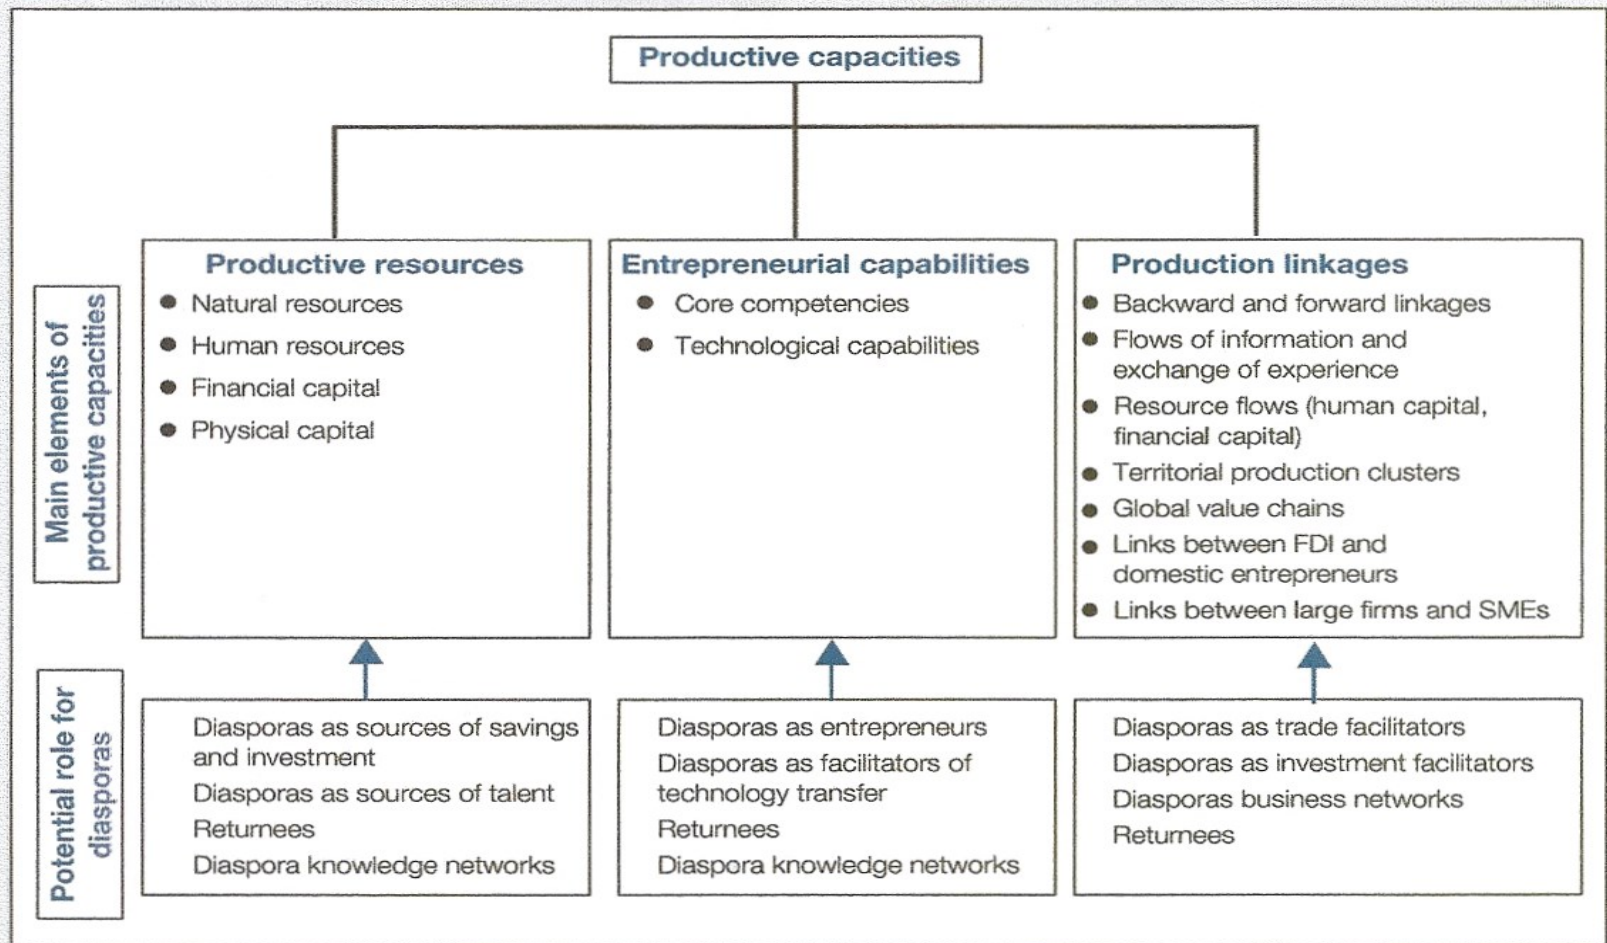 Productive capacities
Main elements of
productive capacities
Productive resources
● Natural resources
● Human resources
● Financial capital
● Physical capital
Entrepreneurial capabilities
● Core competencies
● Technological capabilities
Production linkages
● Backward and forward linkages
● Flows of information and
exchange of experience
● Resource flows (human capital,
financial capital)
● Territorial production clusters
● Global value chains
● Links between FDI and
domestic entrepreneurs
● Links between large firms and SMEs
Potential role for
diasporas
Diasporas as sources of savings
and investment
Diasporas as sources of talent
Returnees
Diaspora knowledge networks
Diasporas as entrepreneurs
Diasporas as facilitators of
technology transfer
Returnees
Diaspora knowledge networks
Diasporas as trade facilitators
Diasporas as investment facilitators
Diasporas business networks
Returnees